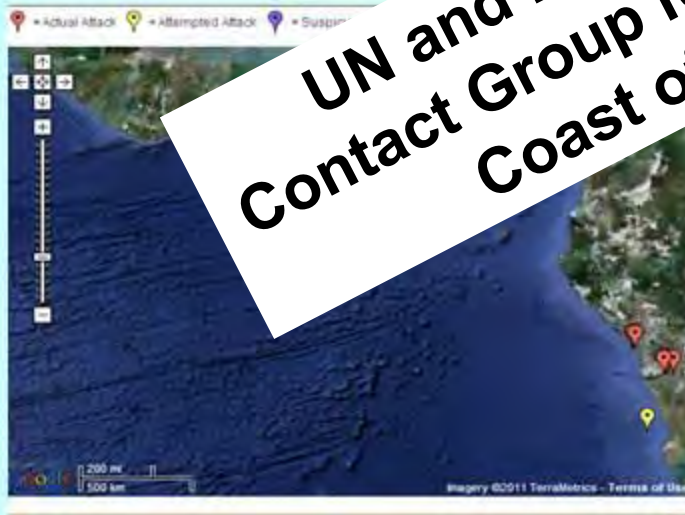 = Actual Attack = Attempted Attack
UN and
Contact Group
Coast
200 mi
500 km
Imagery ©2011 TerraMetrics - Terms of Use